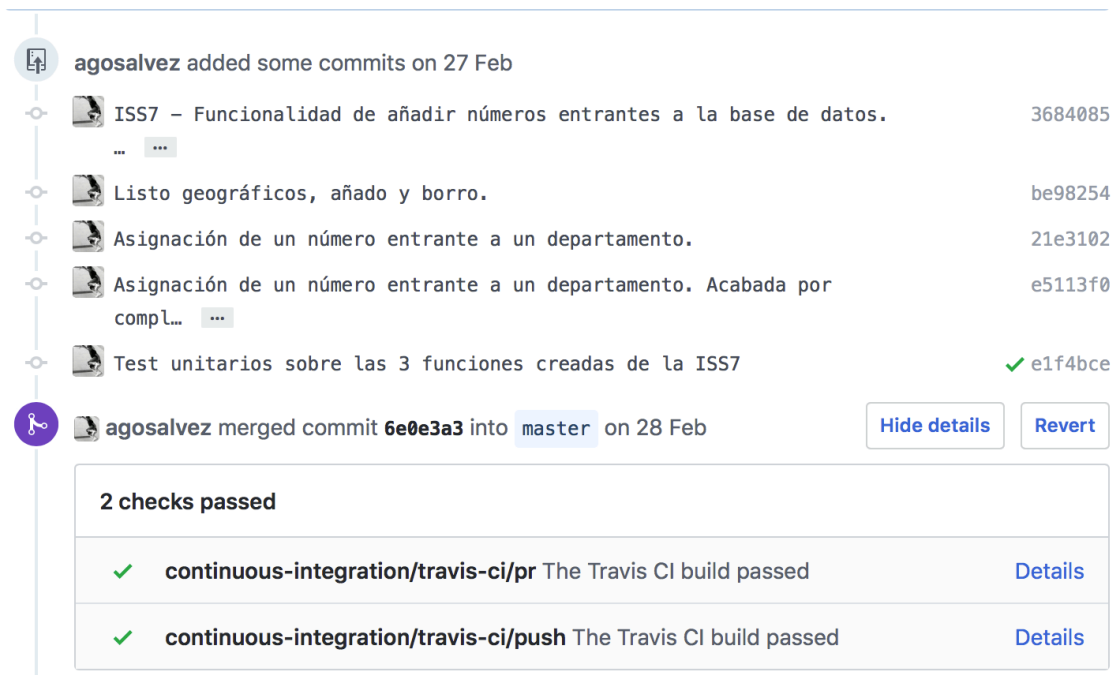 agosalvez added some commits on 27 Feb
ISS7 - Funcionalidad de añadir números entrantes a la base de datos. 3684085
… …
Listo geográficos, añado y borro. be98254
Asignación de un número entrante a un departamento. 21e3102
Asignación de un número entrante a un departamento. Acabada por e5113f0
compl… …
Test unitarios sobre las 3 funciones creadas de la ISS7 e1f4bce
agosalvez merged commit 6e0e3a3 into master on 28 Feb Hide details Revert
2 checks passed
continuous-integration/travis-ci/pr The Travis CI build passed Details
continuous-integration/travis-ci/push The Travis CI build passed Details